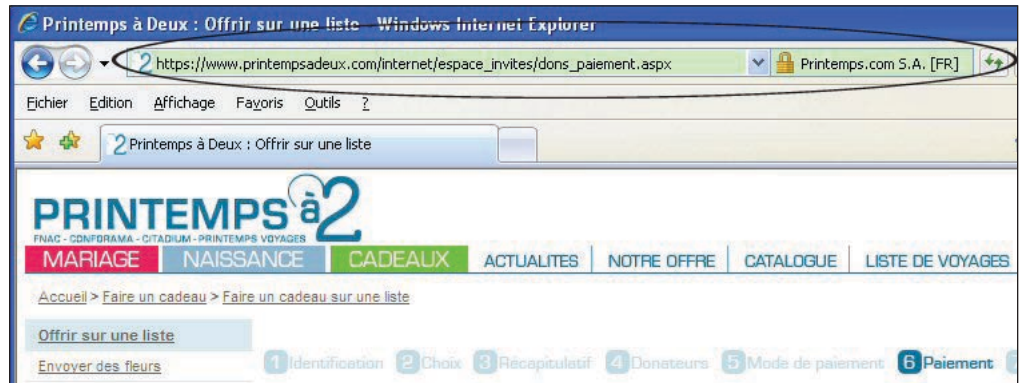 Printemps à Deux : Offrir sur une liste - Windows Internet Explorer
2 https://www.printempsadeux.com/internet/espace_invites/dons_paiement.aspx Printemps.com S.A. [FR]
Fichier Edition Affichage Favoris Outils ?
2 Printemps à Deux : Offrir sur une liste
PRINTEMPS à 2
FNAC - CONFORAMA - CITADIUM - PRINTEMPS VOYAGES
MARIAGE NAISSANCE CADEAUX ACTUALITES NOTRE OFFRE CATALOGUE LISTE DE VOYAGES
Accueil > Faire un cadeau > Faire un cadeau sur une liste
Offrir sur une liste
Envoyer des fleurs 1 Identification 2 Choix 3 Récapitulatif 4 Donateurs 5 Mode de paiement 6 Paiement